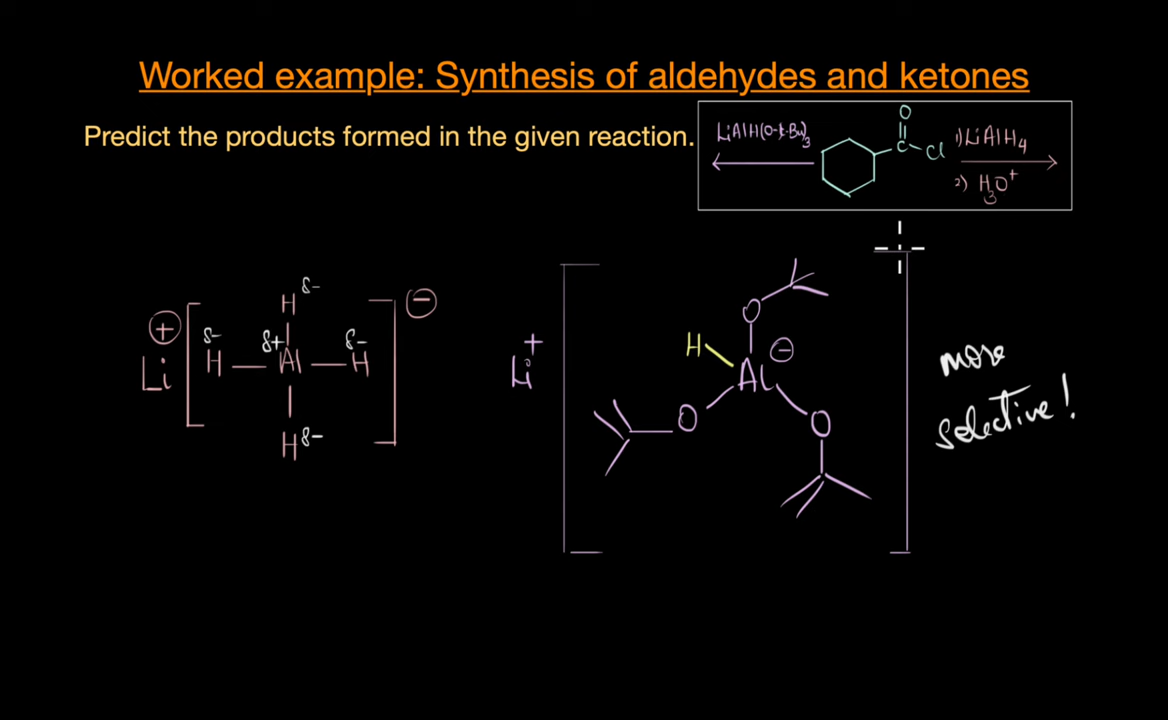 Worked example: Synthesis of aldehydes and ketones
Predict the products formed in the given reaction.
LiAlH(O-t-Bu)3
O
C
Cl
1) LiAlH4
2) H3O+
Li + [ H δ- Al δ+ H δ- H δ- H δ- ] -
Li+
H
Al -
O
O
O
more
selective!